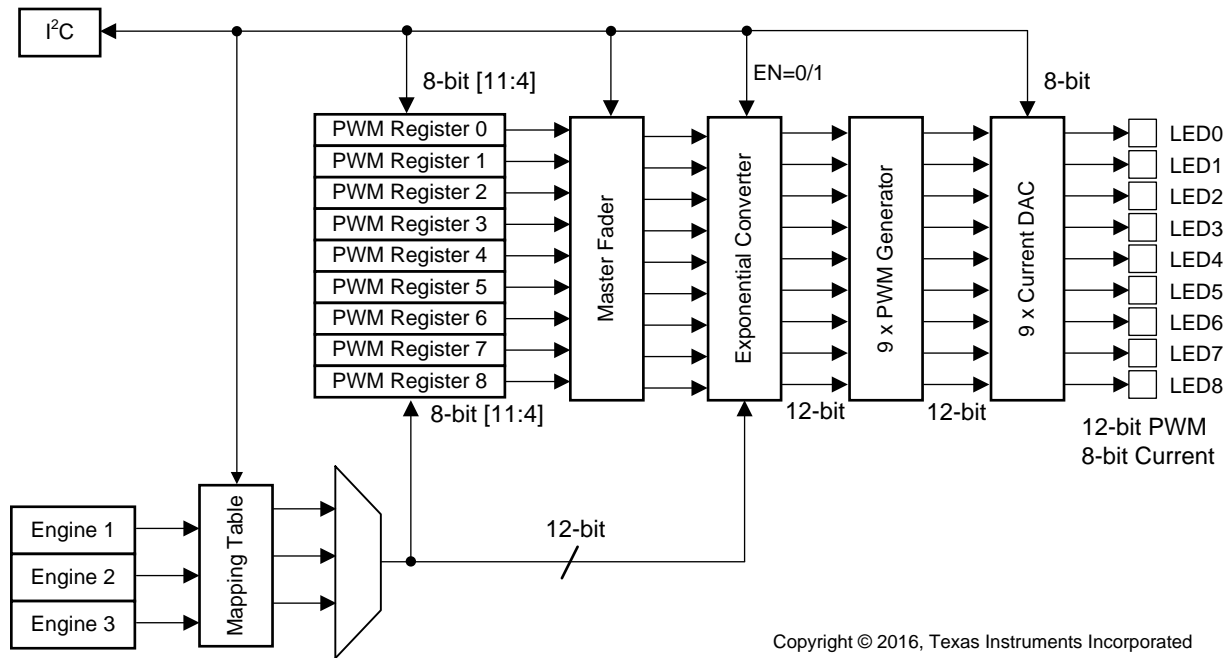 I²C
8-bit [11:4]
EN=0/1
8-bit
PWM Register 0
PWM Register 1
PWM Register 2
PWM Register 3
PWM Register 4
PWM Register 5
PWM Register 6
PWM Register 7
PWM Register 8
Master Fader
Exponential Converter
9 x PWM Generator
9 x Current DAC
LED0
LED1
LED2
LED3
LED4
LED5
LED6
LED7
LED8
8-bit [11:4]
12-bit
12-bit
12-bit PWM
8-bit Current
Engine 1
Engine 2
Engine 3
Mapping Table
12-bit
Copyright © 2016, Texas Instruments Incorporated